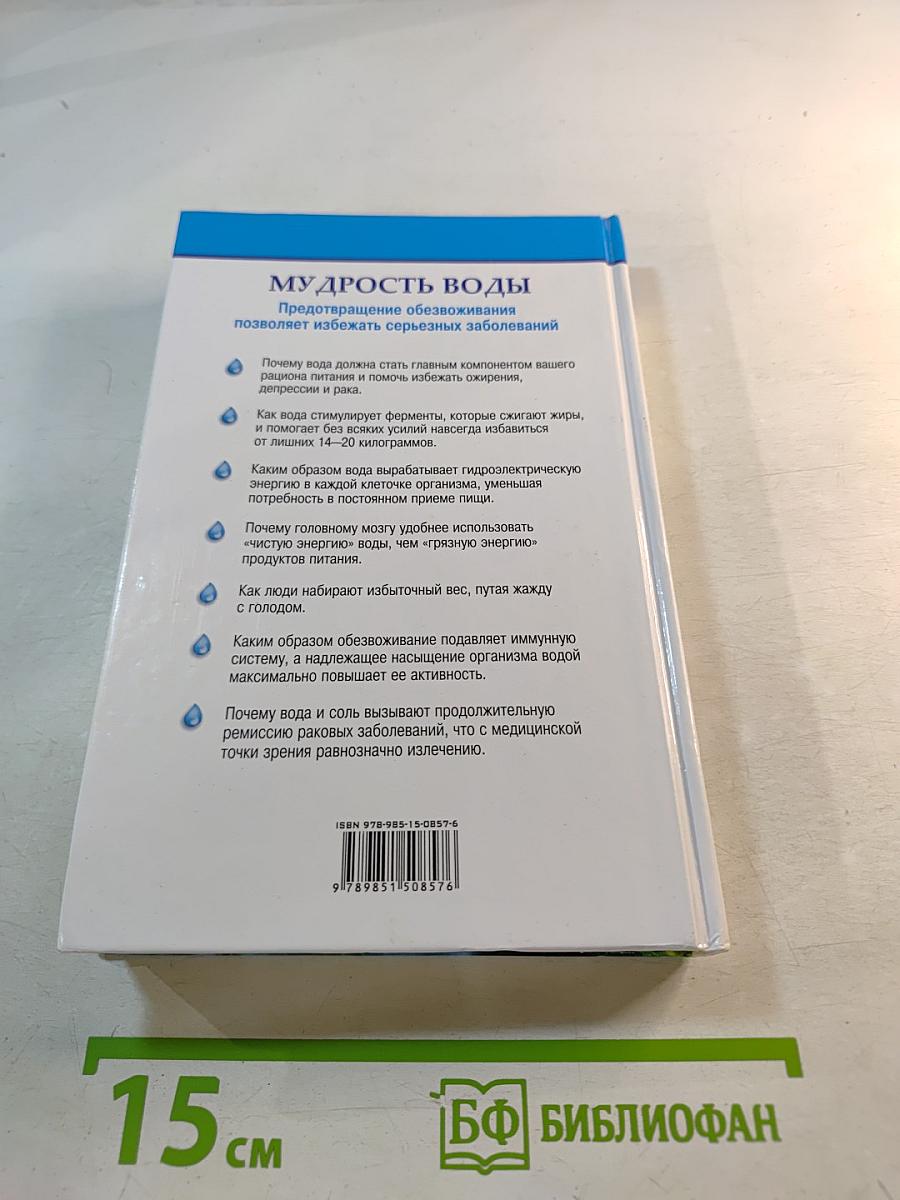 МУДРОСТЬ ВОДЫ
Предотвращение обезвоживания
позволяет избежать серьезных заболеваний
Почему вода должна стать главным компонентом вашего
рациона питания и помочь избежать ожирения,
депрессии и рака.
Как вода стимулирует ферменты, которые сжигают жиры,
и помогает без всяких усилий навсегда избавиться
от лишних 14—20 килограммов.
Каким образом вода вырабатывает гидроэлектрическую
энергию в каждой клеточке организма, уменьшая
потребность в постоянном приеме пищи.
Почему головному мозгу удобнее использовать
«чистую энергию» воды, чем «грязную энергию»
продуктов питания.
Как люди набирают избыточный вес, путая жажду
с голодом.
Каким образом обезвоживание подавляет иммунную
систему, а надлежащее насыщение организма водой
максимально повышает ее активность.
Почему вода и соль вызывают продолжительную
ремиссию раковых заболеваний, что с медицинской
точки зрения равнозначно излечению.
ISBN 978-985-15-0857-6
9 789851 508576
15 см
БФ БИБЛИОФАН